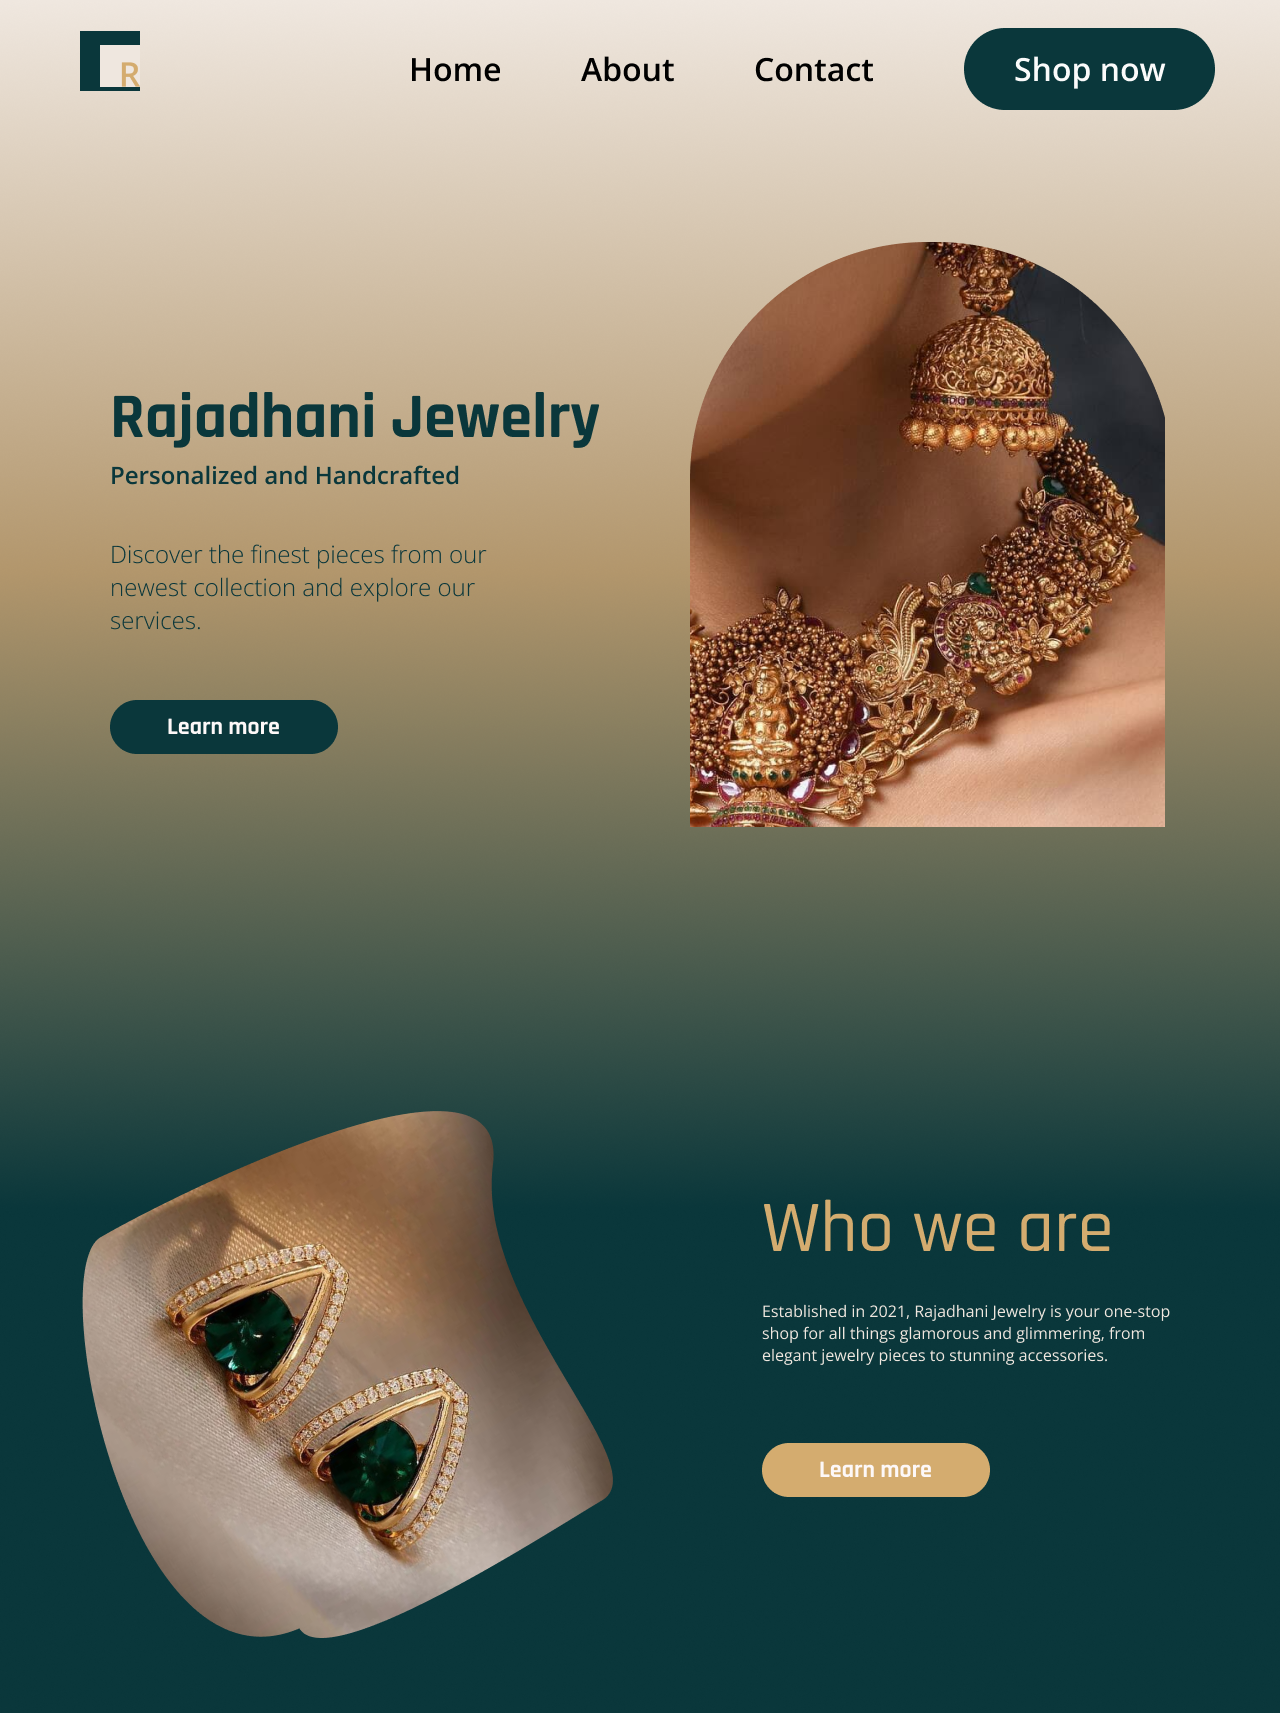 R
Home
About
Contact
Shop now
Rajadhani Jewelry
Personalized and Handcrafted
Discover the finest pieces from our
newest collection and explore our
services.
Learn more
Who we are
Established in 2021, Rajadhani Jewelry is your one-stop
shop for all things glamorous and glimmering, from
elegant jewelry pieces to stunning accessories.
Learn more